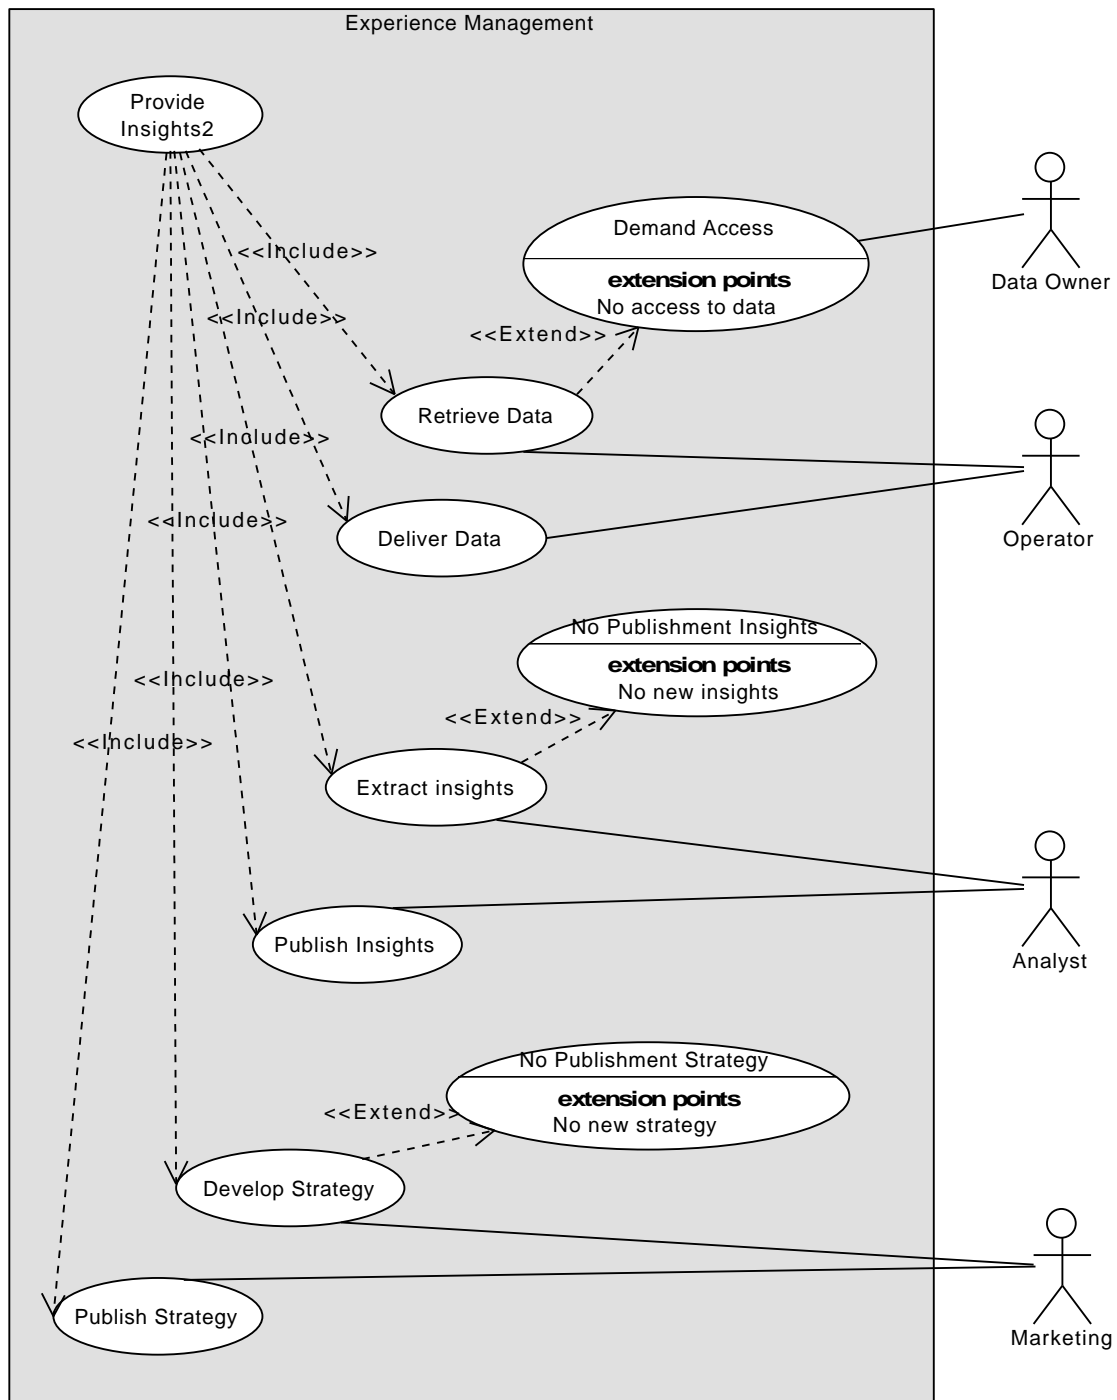 Experience Management
Provide
Insights2
Demand Access
<<Include>>
extension points
Data Owner
No access to data
<<Include>>
<<Extend>>
Retrieve Data
<<Include>>
<<Include>>
Deliver Data
Operator
No Publishment Insights
extension points
<<Include>>
No new insights
<<Extend>>
<<Include>>
Extract insights
Publish Insights
Analyst
No Publishment Strategy
extension points
<<Extend>>
No new strategy
Develop Strategy
Publish Strategy
Marketing